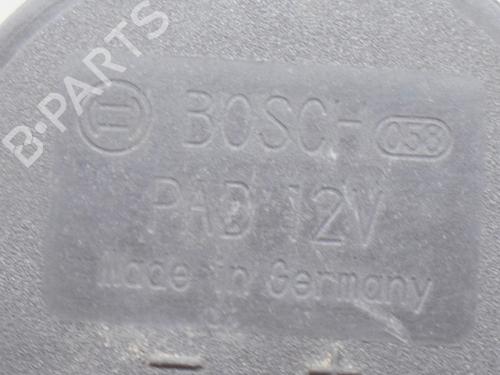 B-PARTS
BOSCH 058
PAD 12V
Made in Germany